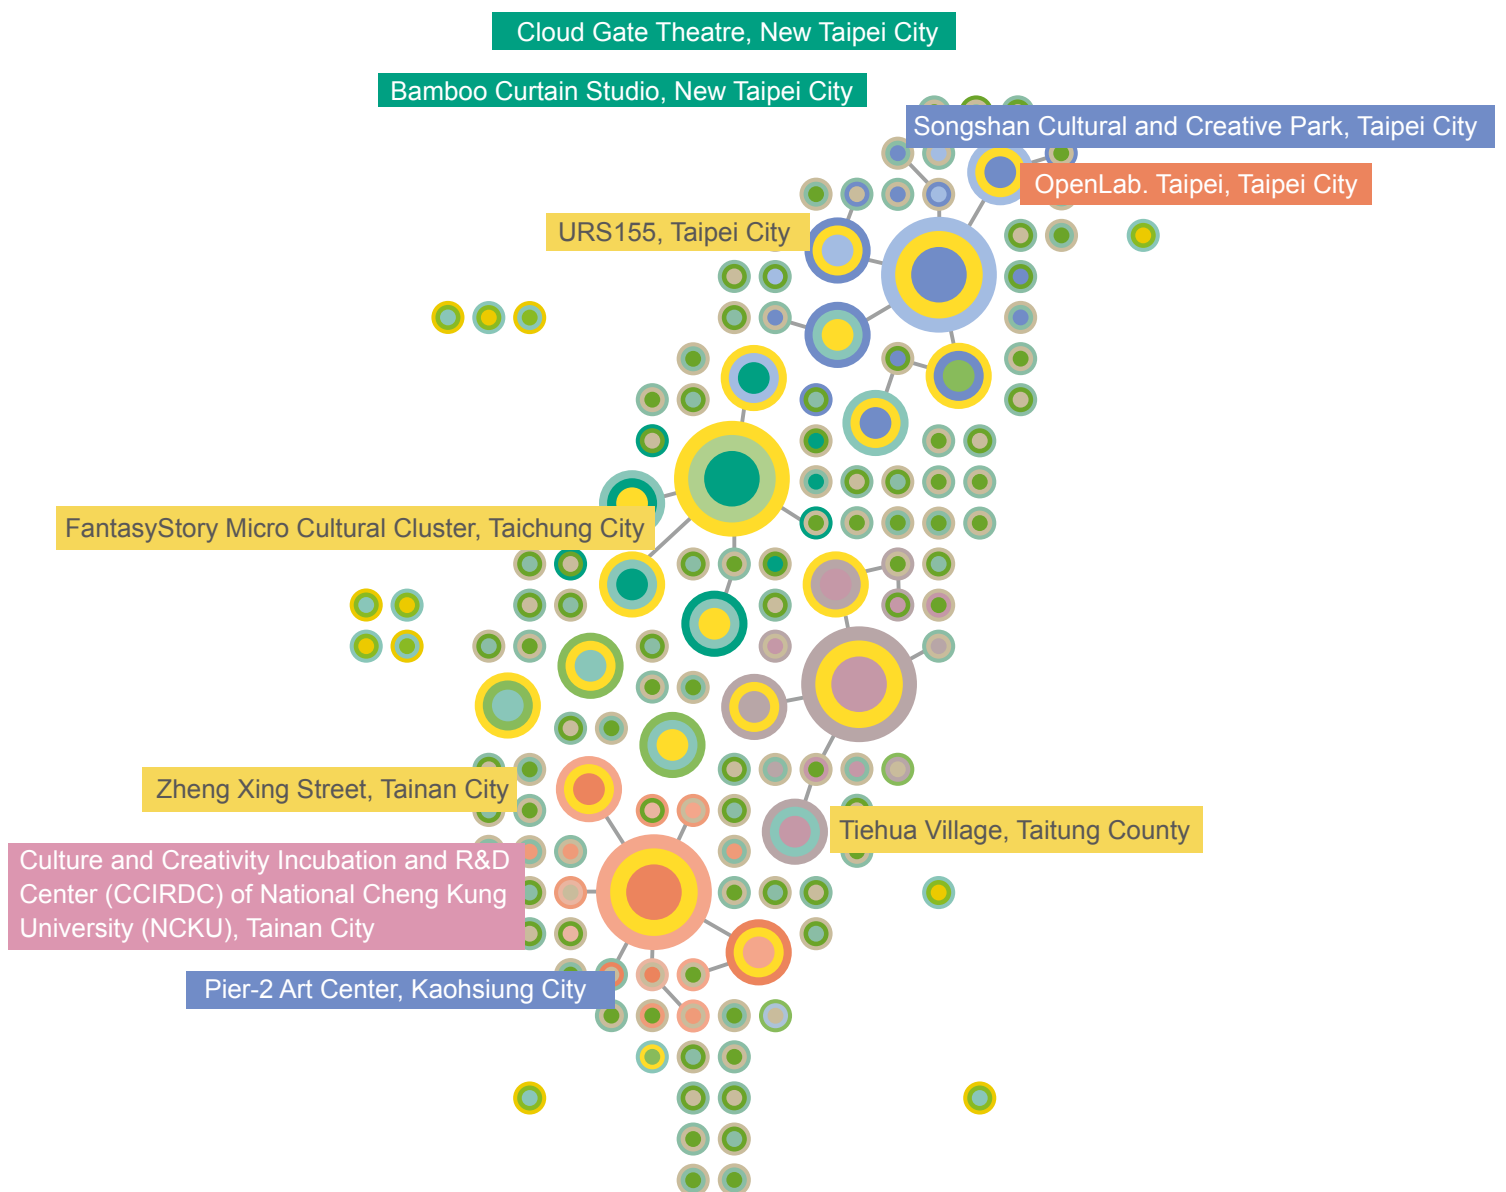 Cloud Gate Theatre, New Taipei City
Bamboo Curtain Studio, New Taipei City
Songshan Cultural and Creative Park, Taipei City
OpenLab. Taipei, Taipei City
URS155, Taipei City
FantasyStory Micro Cultural Cluster, Taichung City
Zheng Xing Street, Tainan City
Tiehua Village, Taitung County
Culture and Creativity Incubation and R&D
Center (CCIRDC) of National Cheng Kung
University (NCKU), Tainan City
Pier-2 Art Center, Kaohsiung City